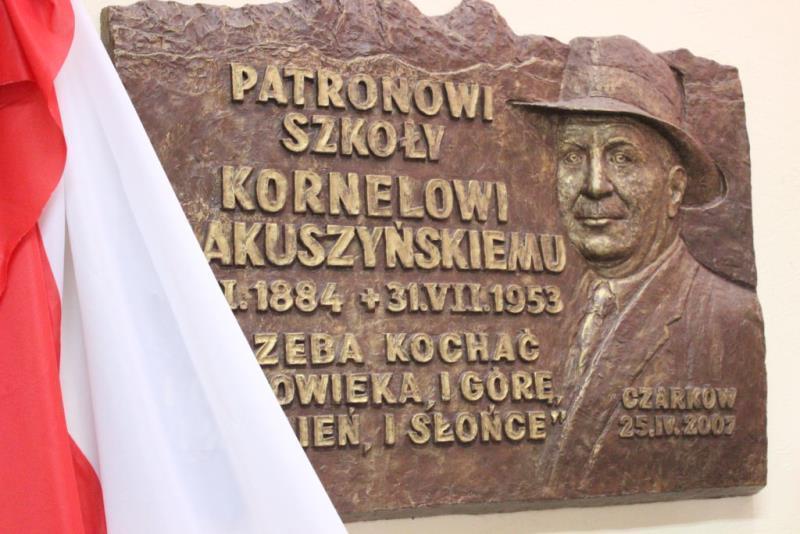 PATRONOWI
SZKOŁY
KORNELOWI
AKUSZYŃSKIEMU
I.1884 + 31.VII.1953
ZEBA KOCHAĆ
OWIEKA, I GÓRĘ,
IEŃ, I SŁOŃCE"
CZARKÓW
25.IV.2007